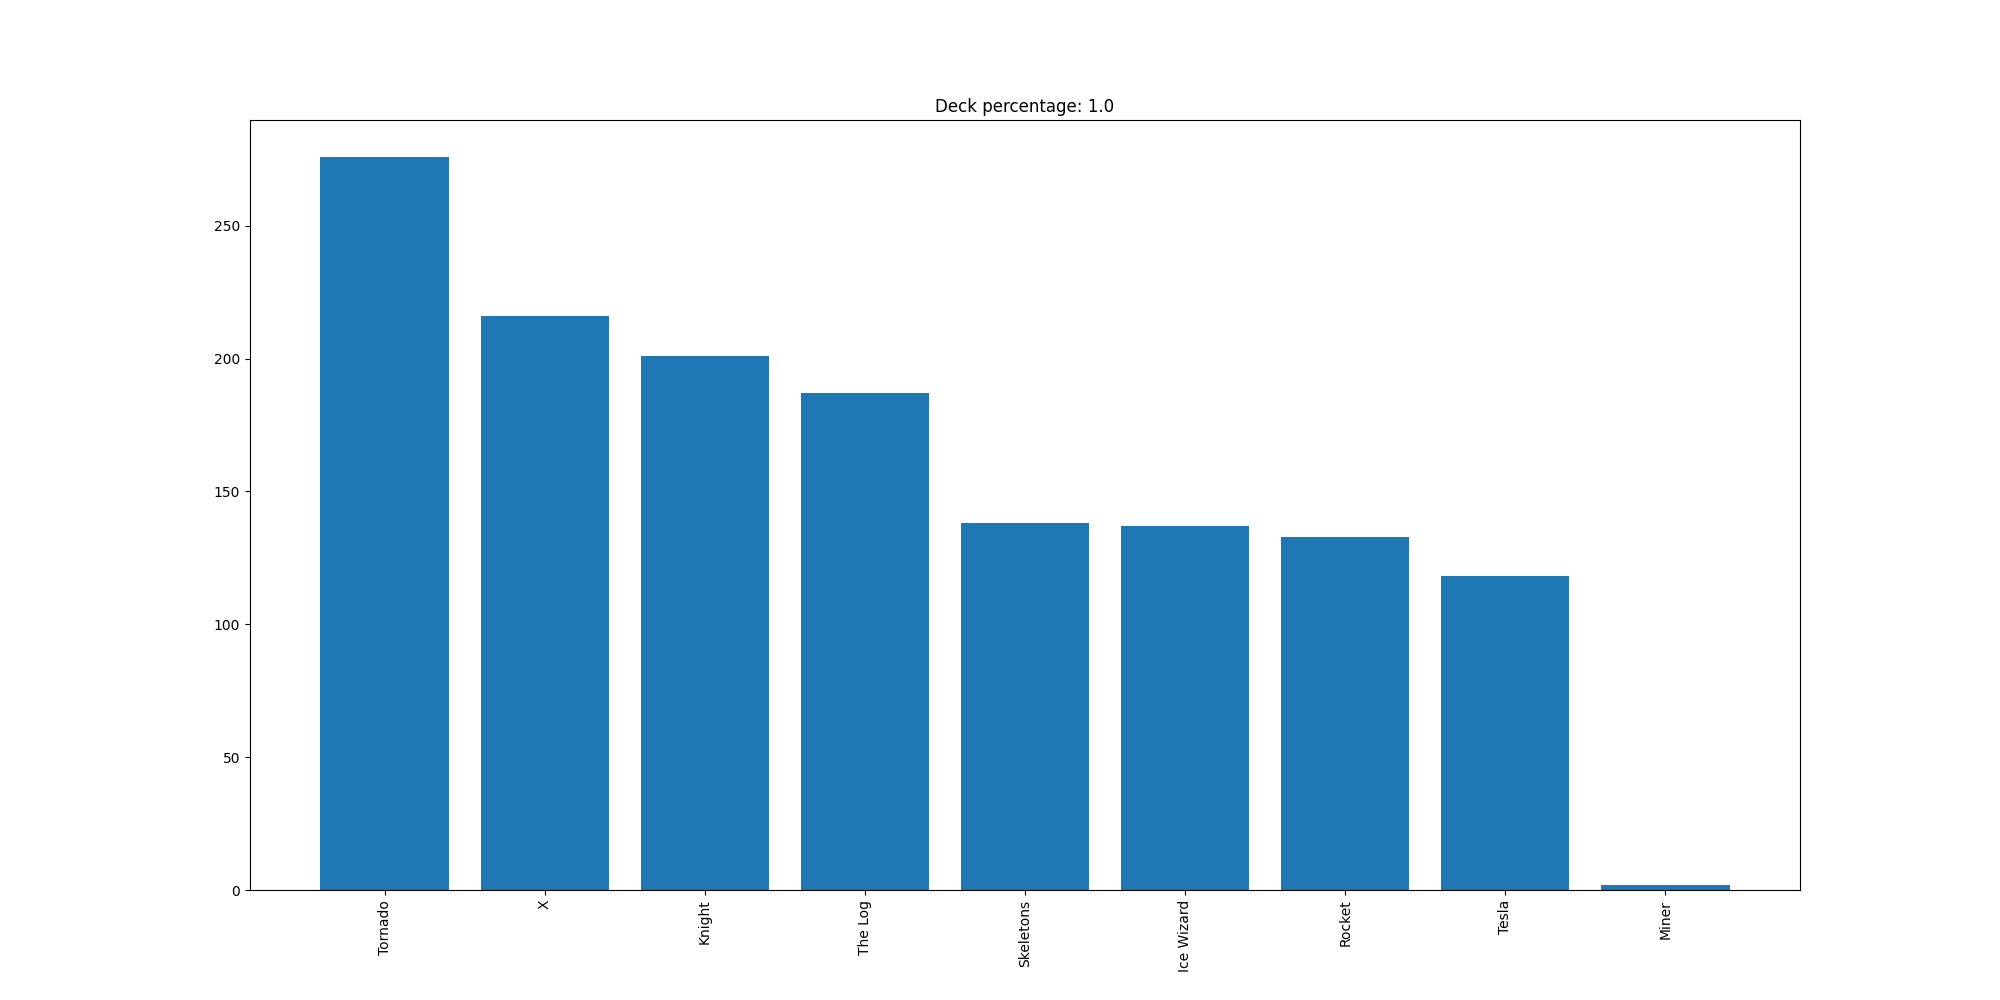 Deck percentage: 1.0
250
200
150
100
50
0
Tornado
X
Knight
The Log
Skeletons
Ice Wizard
Rocket
Tesla
Miner